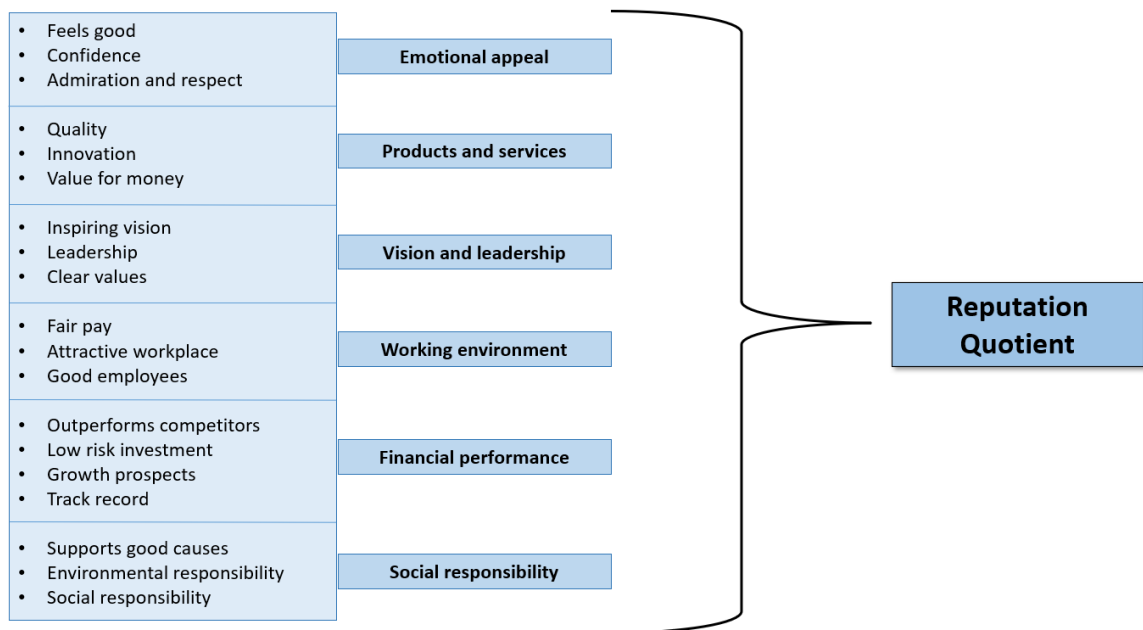 • Feels good
• Confidence
• Admiration and respect
Emotional appeal
• Quality
• Innovation
• Value for money
Products and services
• Inspiring vision
• Leadership
• Clear values
Vision and leadership
• Fair pay
• Attractive workplace
• Good employees
Working environment
• Outperforms competitors
• Low risk investment
• Growth prospects
• Track record
Financial performance
• Supports good causes
• Environmental responsibility
• Social responsibility
Social responsibility
Reputation
Quotient